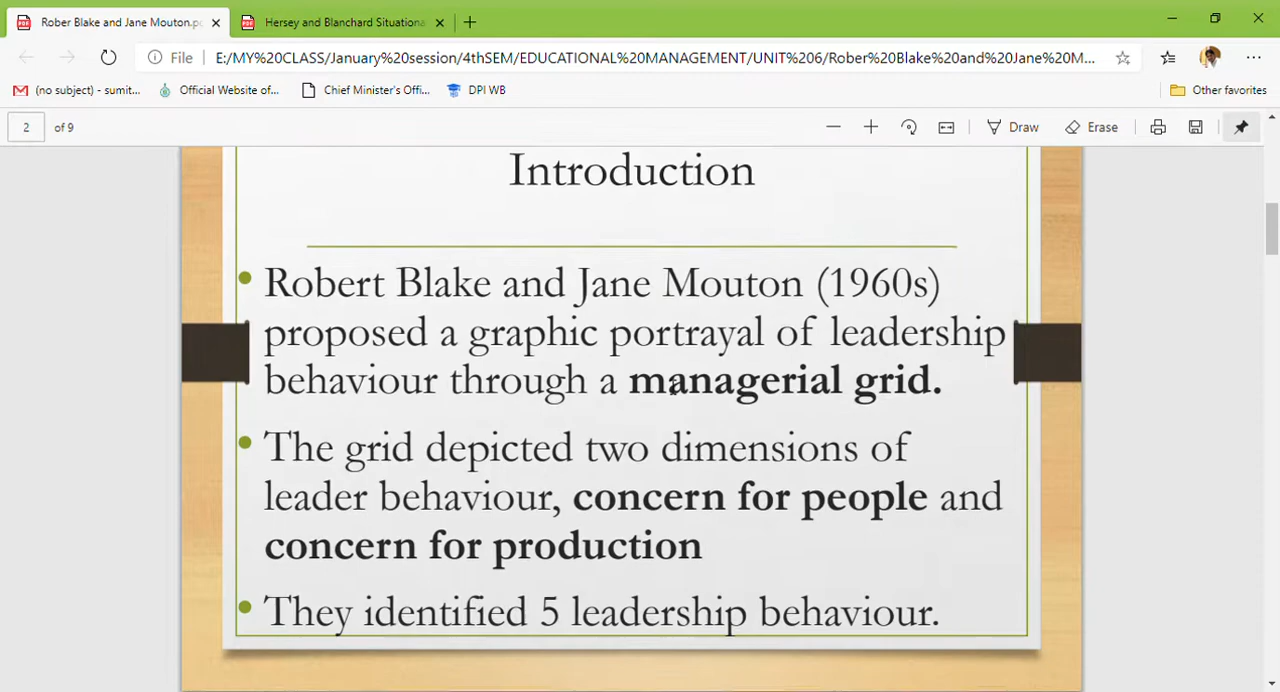 Rober Blake and Jane Mouton.pc
Hersey and Blanchard Situational
File
E:/MY%20CLASS/January%20session/4thSEM/EDUCATIONAL%20MANAGEMENT/UNIT%206/Rober%20Blake%20and%20Jane%20M...
(no subject) - sumit...
Official Website of...
Chief Minister's Offi...
DPI WB
Other favorites
2 of 9
Draw
Erase
Introduction
• Robert Blake and Jane Mouton (1960s)
proposed a graphic portrayal of leadership
behaviour through a managerial grid.
• The grid depicted two dimensions of
leader behaviour, concern for people and
concern for production
• They identified 5 leadership behaviour.